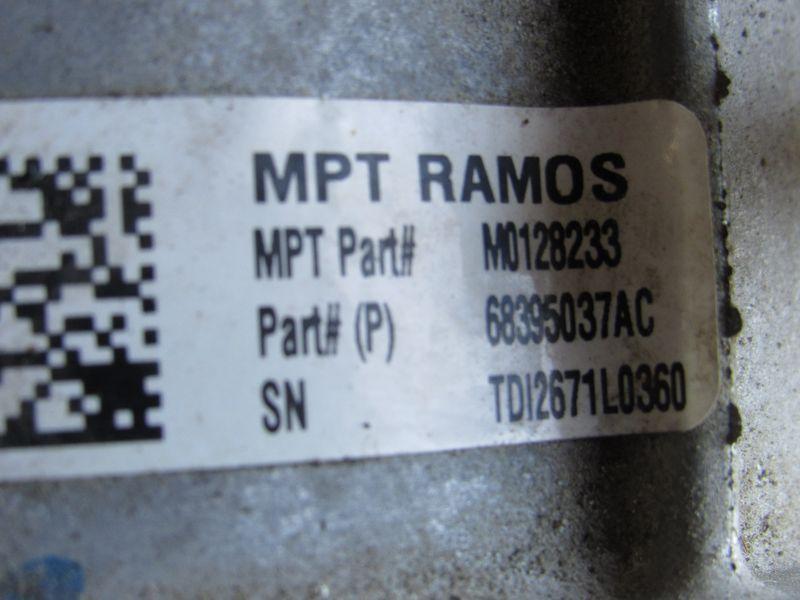 MPT RAMOS
MPT Part# M0128233
Part# (P) 68395037AC
SN TDI2671L0360